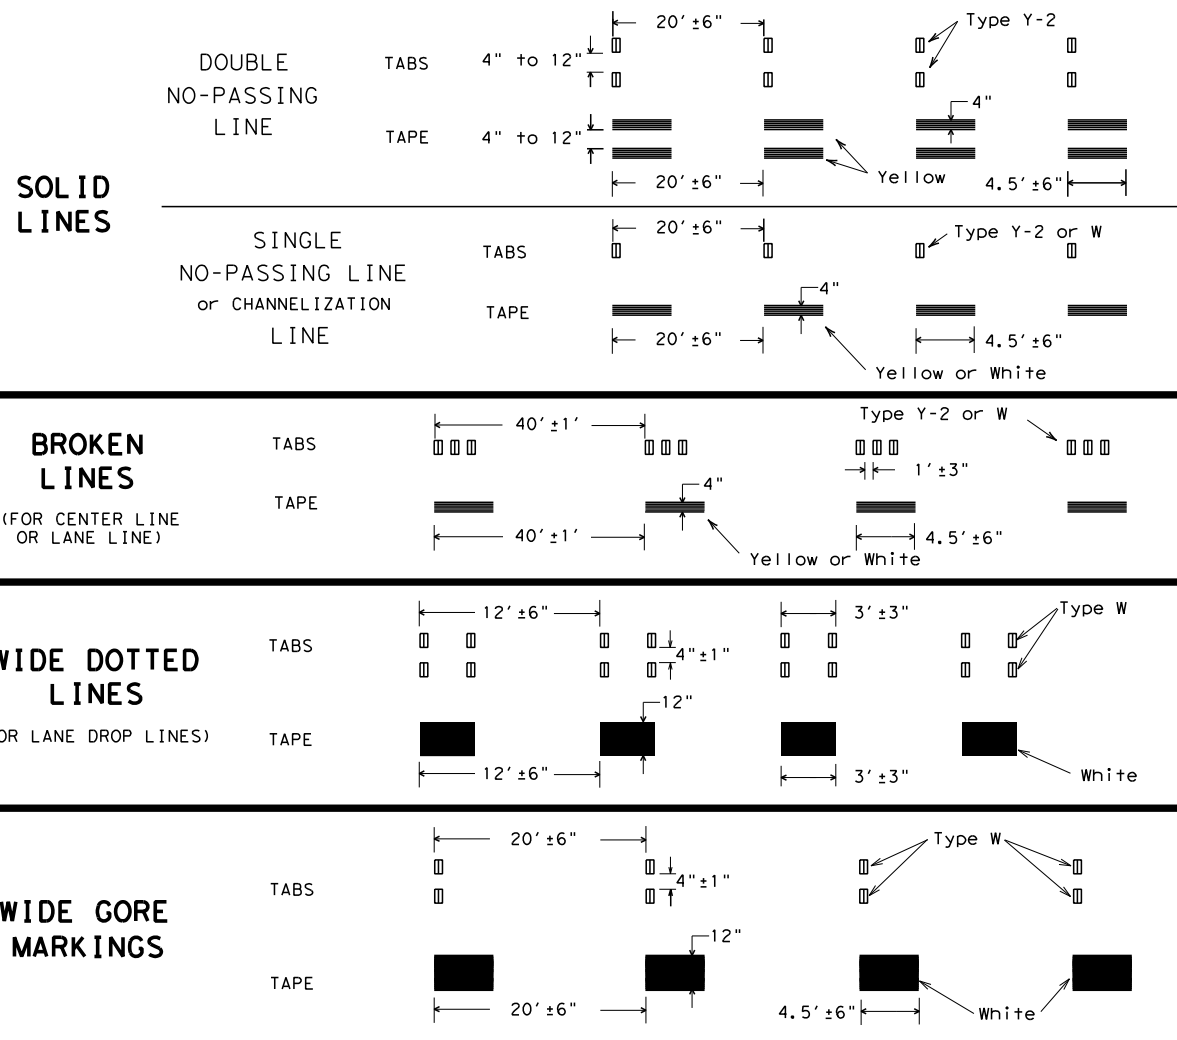 SOLID
LINES
DOUBLE
NO-PASSING
LINE
TABS
4" to 12"
20'±6"
Type Y-2
TAPE
4" to 12"
4"
Yellow
20'±6"
4.5'±6"
SINGLE
NO-PASSING LINE
or CHANNELIZATION
LINE
TABS
20'±6"
Type Y-2 or W
TAPE
4"
20'±6"
4.5'±6"
Yellow or White
BROKEN
LINES
(FOR CENTER LINE
OR LANE LINE)
TABS
40'±1'
Type Y-2 or W
1'±3"
TAPE
4"
40'±1'
4.5'±6"
Yellow or White
WIDE DOTTED
LINES
OR LANE DROP LINES)
TABS
12'±6"
3'±3"
Type W
4"±1"
TAPE
12"
12'±6"
3'±3"
White
WIDE GORE
MARKINGS
TABS
20'±6"
Type W
4"±1"
TAPE
12"
20'±6"
4.5'±6"
White